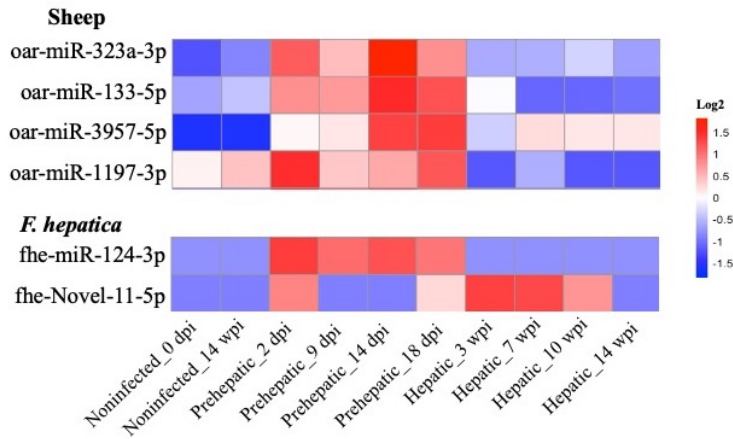 Sheep
oar-miR-323a-3p
oar-miR-133-5p
oar-miR-3957-5p
oar-miR-1197-3p
F. hepatica
fhe-miR-124-3p
fhe-Novel-11-5p
Noninfected_0 dpi
Noninfected_14 wpi
Prehepatic_2 dpi
Prehepatic_9 dpi
Prehepatic_14 dpi
Prehepatic_18 dpi
Hepatic_3 wpi
Hepatic_7 wpi
Hepatic_10 wpi
Hepatic_14 wpi
Log2
1.5
1
0.5
0
-0.5
-1
-1.5